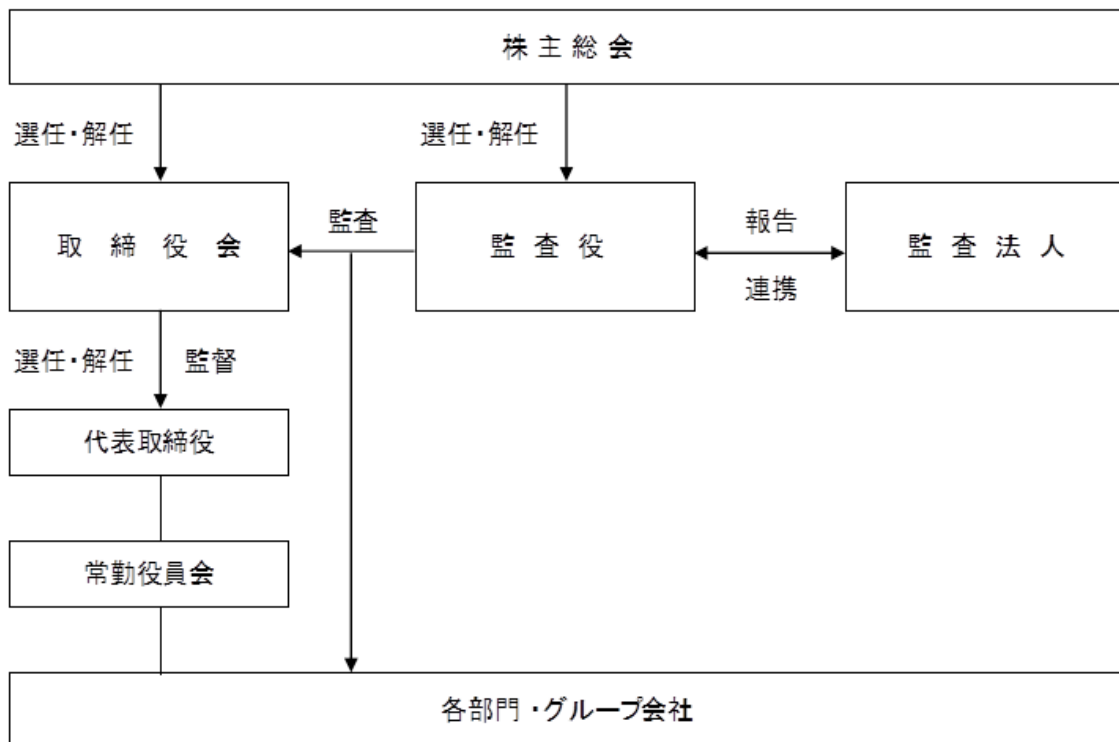 株主総会
選任・解任
選任・解任
取締役会
監査
監査役
報告
連携
監査法人
選任・解任
監督
代表取締役
常勤役員会
各部門・グループ会社